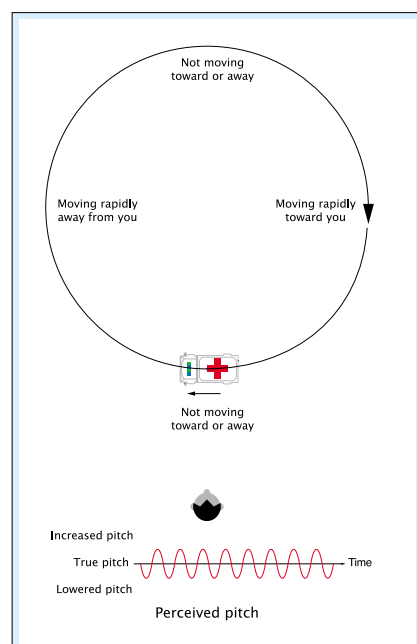 Not moving
toward or away
Moving rapidly
away from you
Moving rapidly
toward you
Not moving
toward or away
Increased pitch
True pitch
Time
Lowered pitch
Perceived pitch